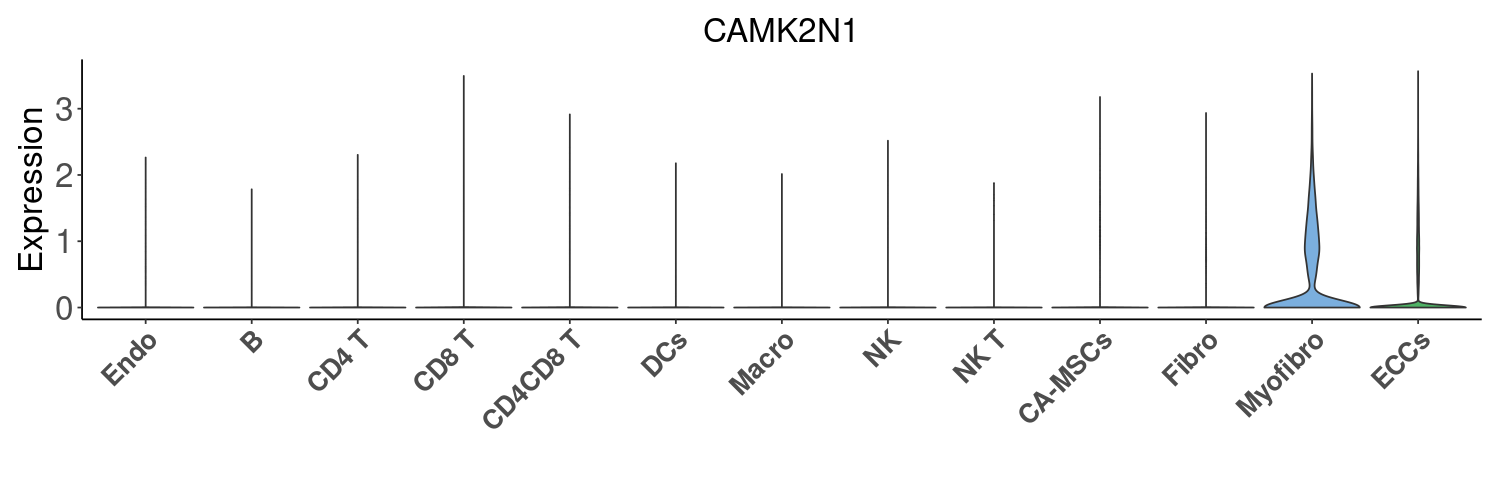 CAMK2N1
Expression
3
2
1
0
Endo
B
CD4 T
CD8 T
CD4CD8 T
DCs
Macro
NK
NK T
CA-MSCs
Fibro
Myofibro
ECCs